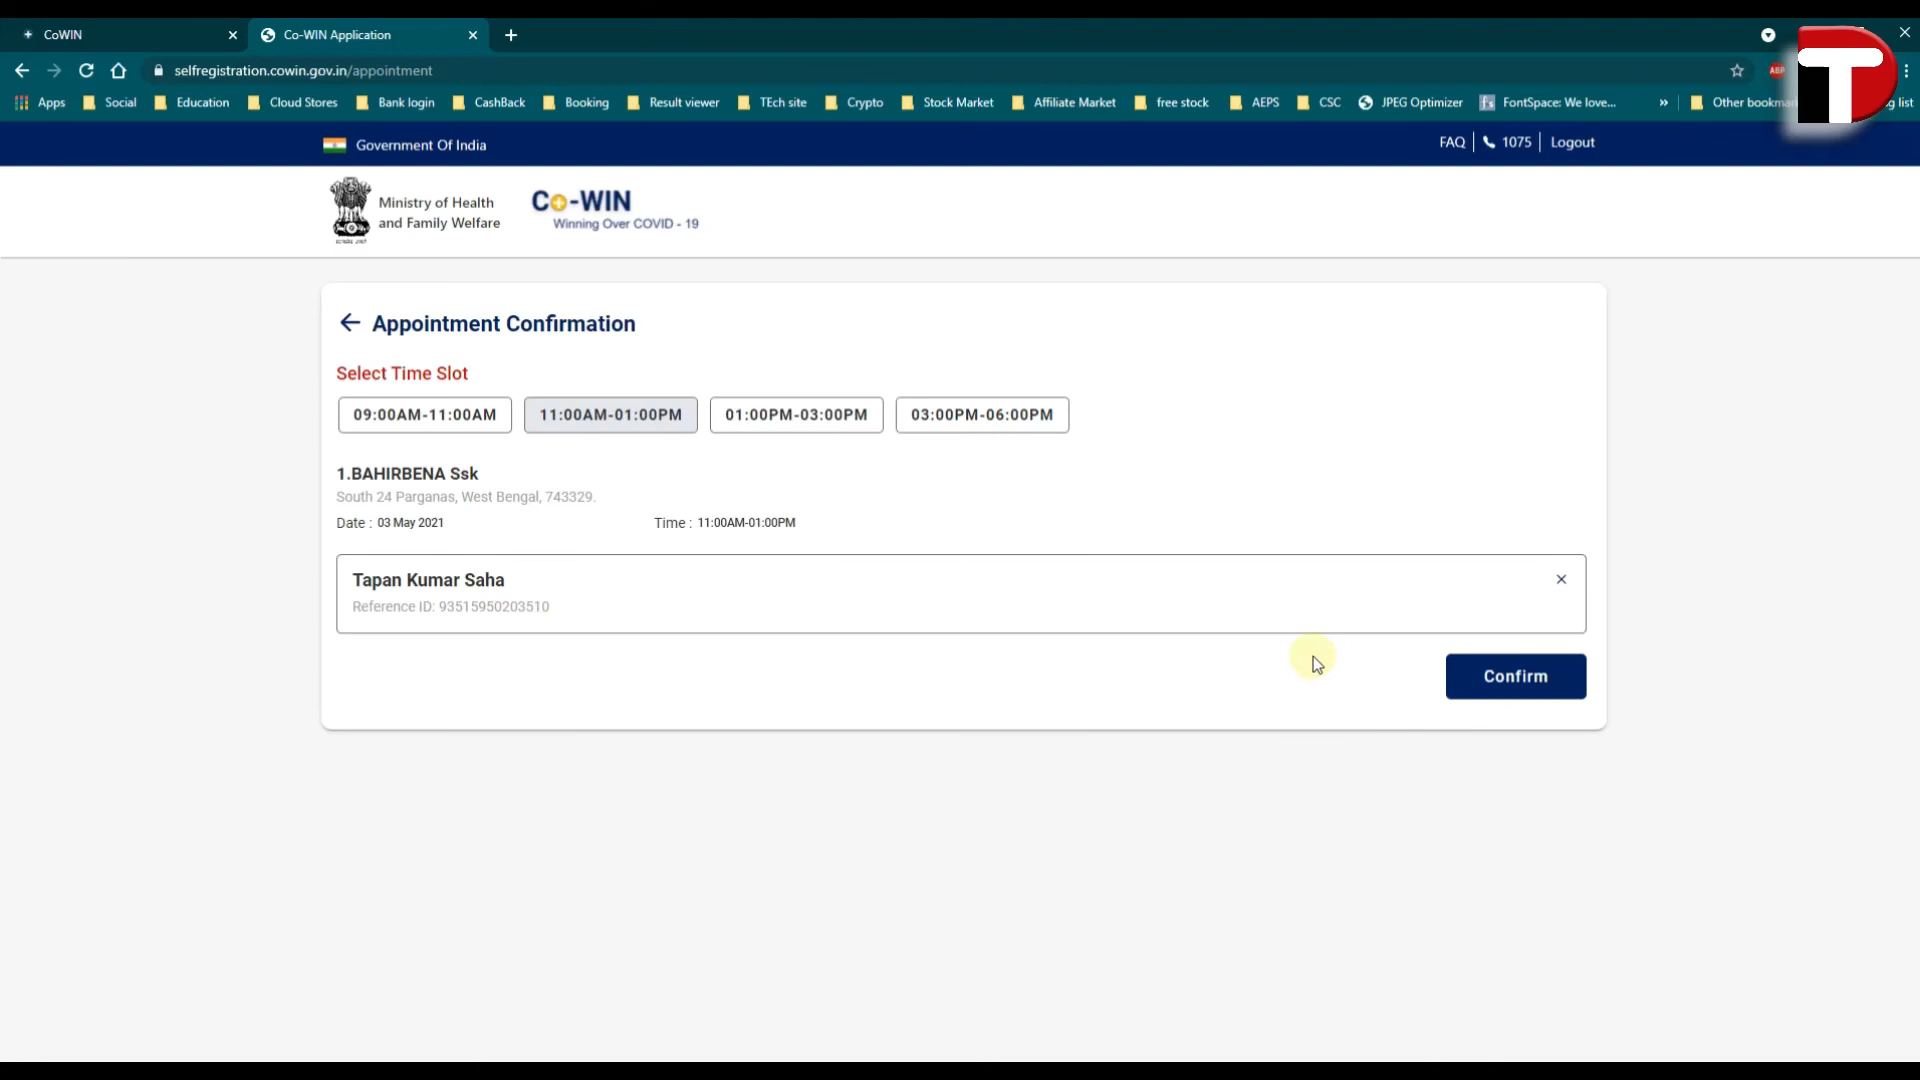 CoWIN
Co-WIN Application
selfregistration.cowin.gov.in/appointment
ABP
Apps Social Education Cloud Stores Bank login CashBack Booking Result viewer TEch site Crypto Stock Market Affiliate Market free stock AEPS CSC JPEG Optimizer FontSpace: We love... » Other bookmar g list
T
Government Of India
FAQ 1075 Logout
Ministry of Health
and Family Welfare
Co-WIN
Winning Over COVID - 19
Appointment Confirmation
Select Time Slot
09:00AM-11:00AM 11:00AM-01:00PM 01:00PM-03:00PM 03:00PM-06:00PM
1.BAHIRBENA Ssk
South 24 Parganas, West Bengal, 743329.
Date : 03 May 2021 Time : 11:00AM-01:00PM
Tapan Kumar Saha
Reference ID: 93515950203510
Confirm